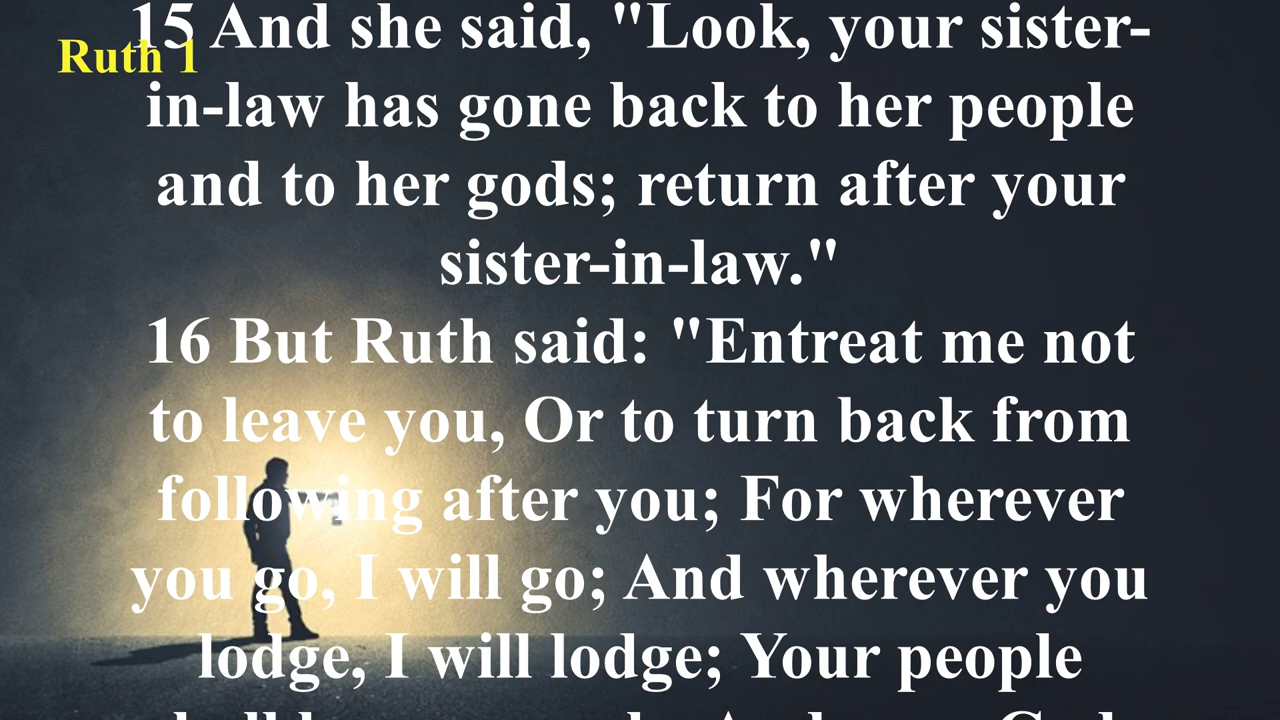 15 And she said, "Look, your sister-
Ruth 1
in-law has gone back to her people
and to her gods; return after your
sister-in-law."
16 But Ruth said: "Entreat me not
to leave you, Or to turn back from
following after you; For wherever
you go, I will go; And wherever you
lodge, I will lodge; Your people